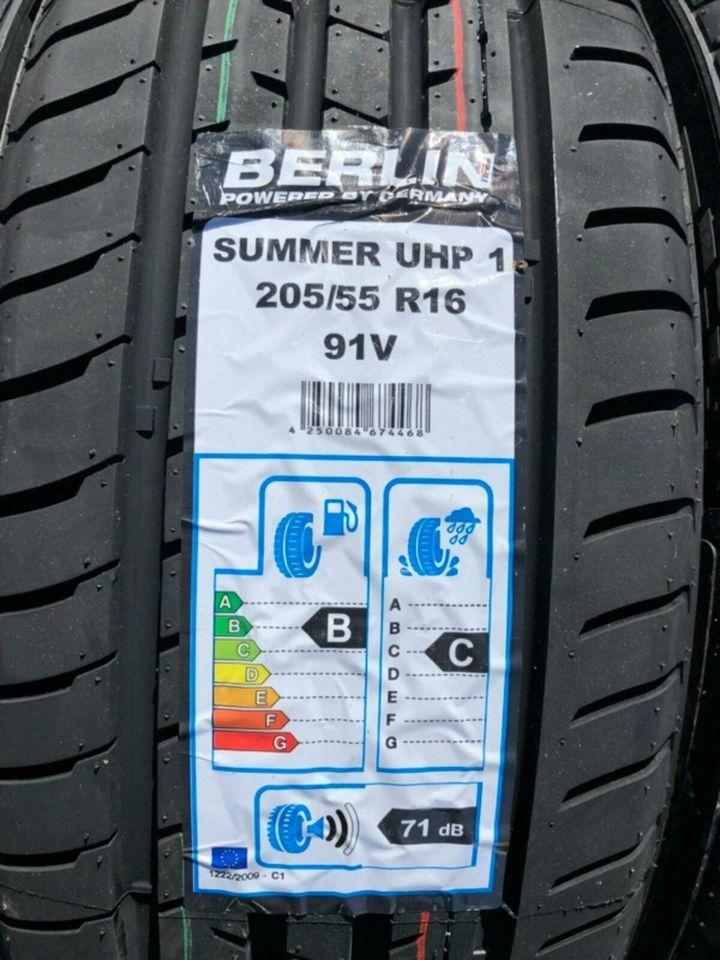 BERLIN
POWERED BY GERMANY
SUMMER UHP 1
205/55 R16
91V
4 250084 674468
A
B
C
D
E
F
G
B
A
B
C
D
E
F
G
C
71 dB
1222/2009 - C1